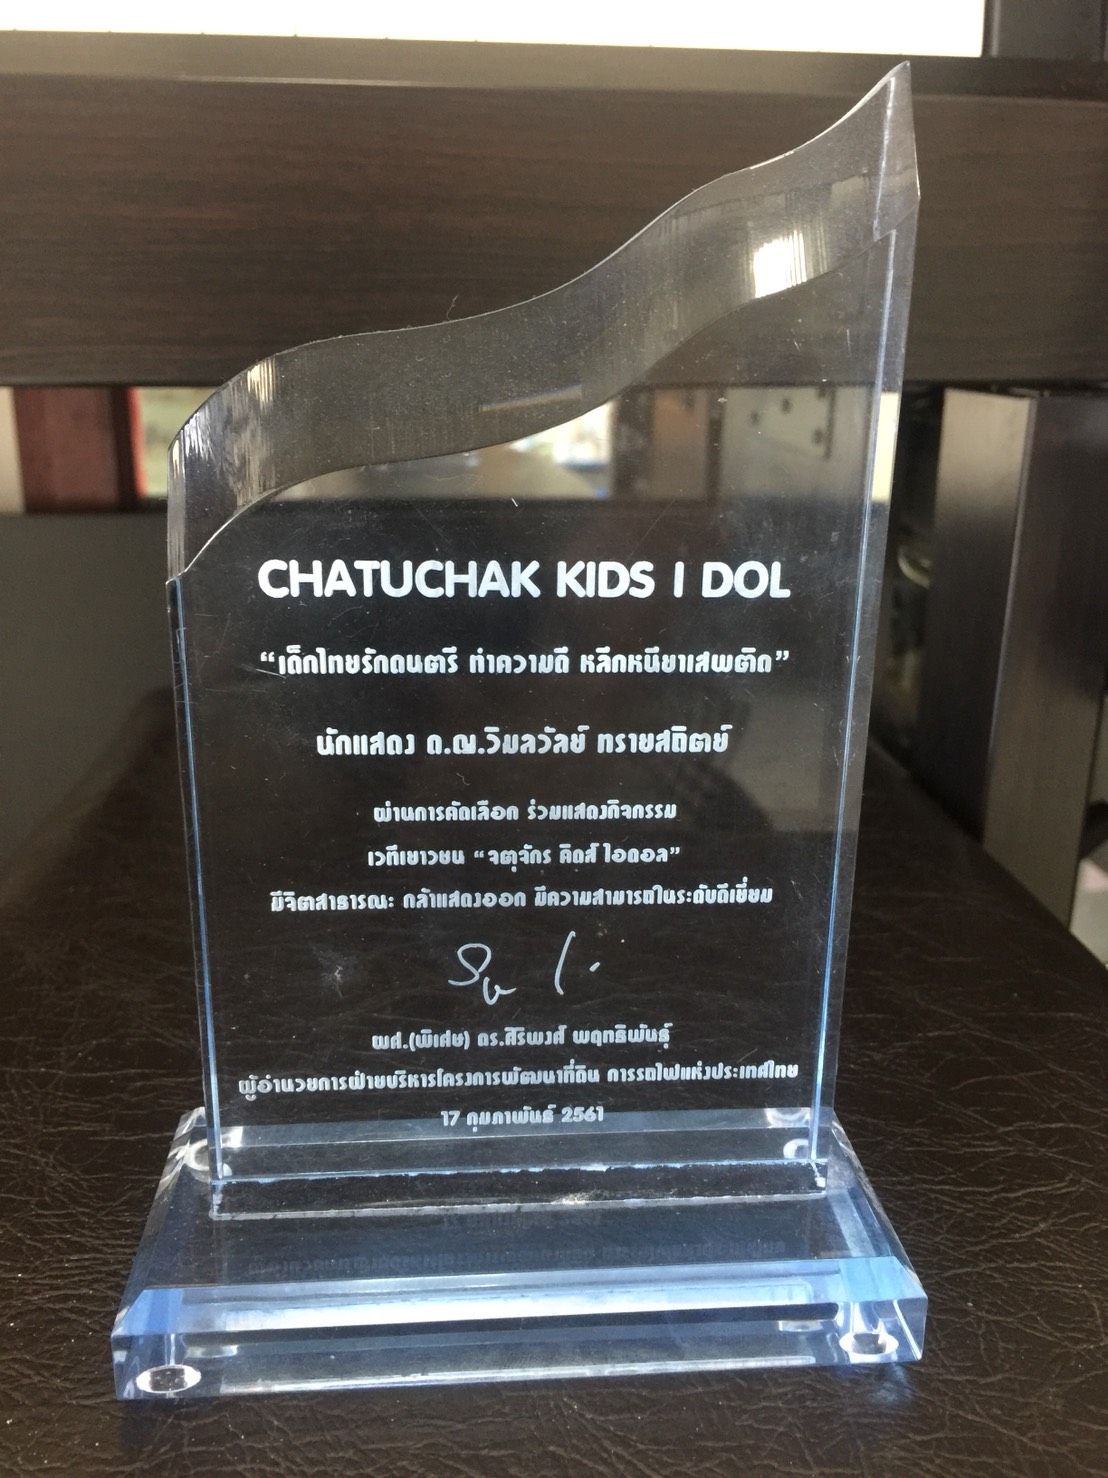 CHATUCHAK KIDS I DOL
“เด็กไทยรักดนตรี ทำความดี หลีกหนียาเสพติด”
นักแสดง ด.ญ.วิมลวัลย์ ทรายสถิตย์
ผ่านการคัดเลือก ร่วมแสดงกิจกรรม
เวทีเยาวชน “จตุจักร คิดส์ ไอดอล”
มีจิตสาธารณะ กล้าแสดงออก มีความสามารถในระดับดีเยี่ยม
ผศ.(พิเศษ) ดร.ศิริพงศ์ พฤทธิพันธุ์
ผู้อำนวยการฝ่ายบริหารโครงการพัฒนาที่ดิน การรถไฟแห่งประเทศไทย
17 กุมภาพันธ์ 2561